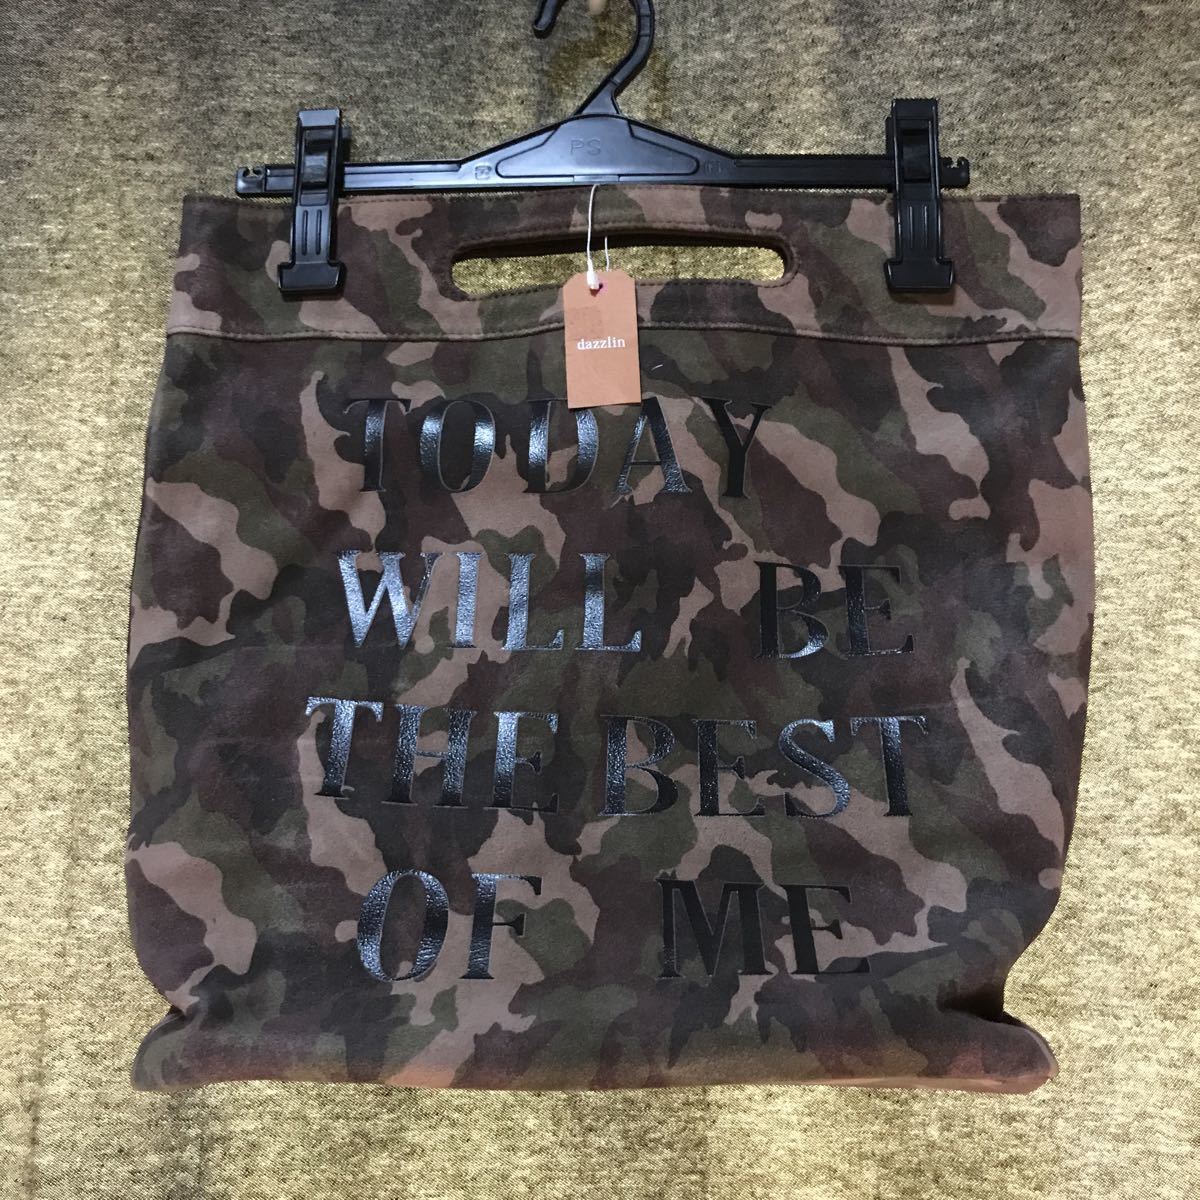 PS
dazzlin
TODAY
WILL BE
THE BEST
OF ME